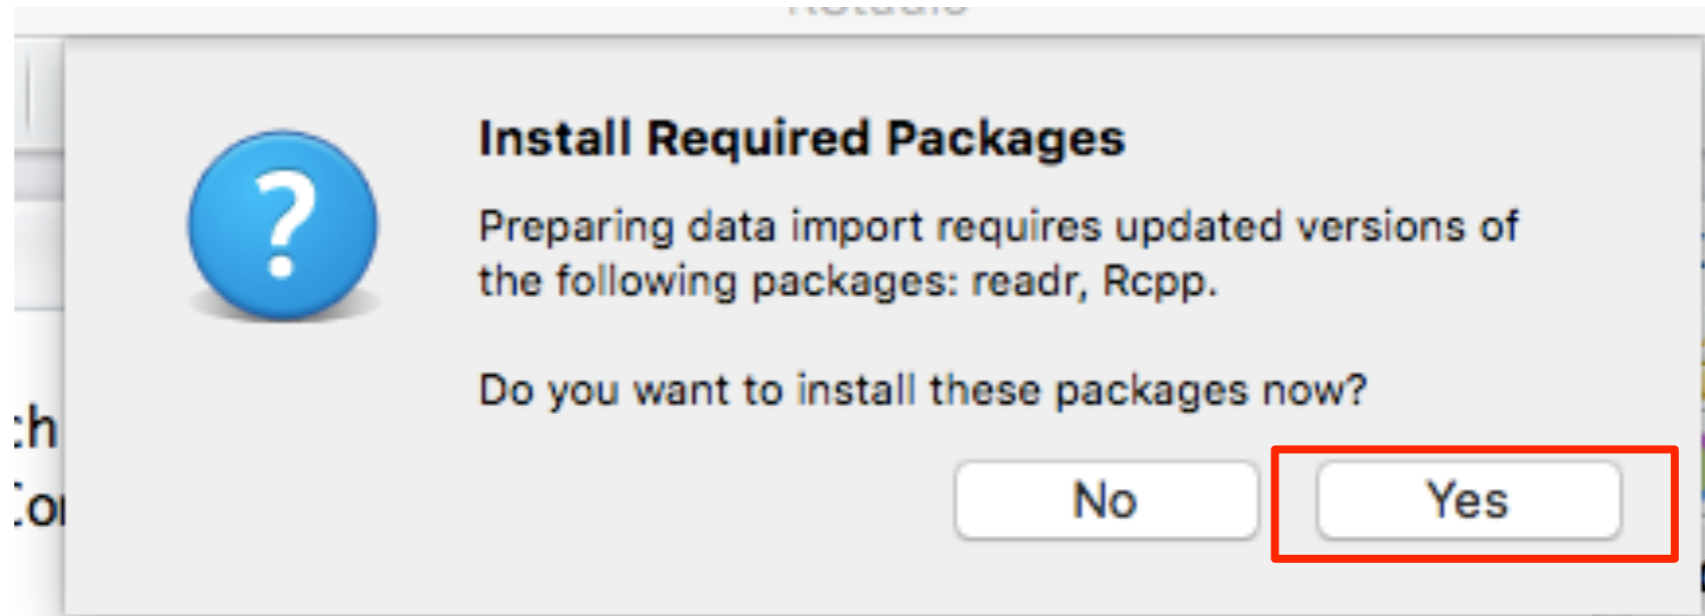 RStudio
?
Install Required Packages
Preparing data import requires updated versions of
the following packages: readr, Rcpp.
Do you want to install these packages now?
No
Yes